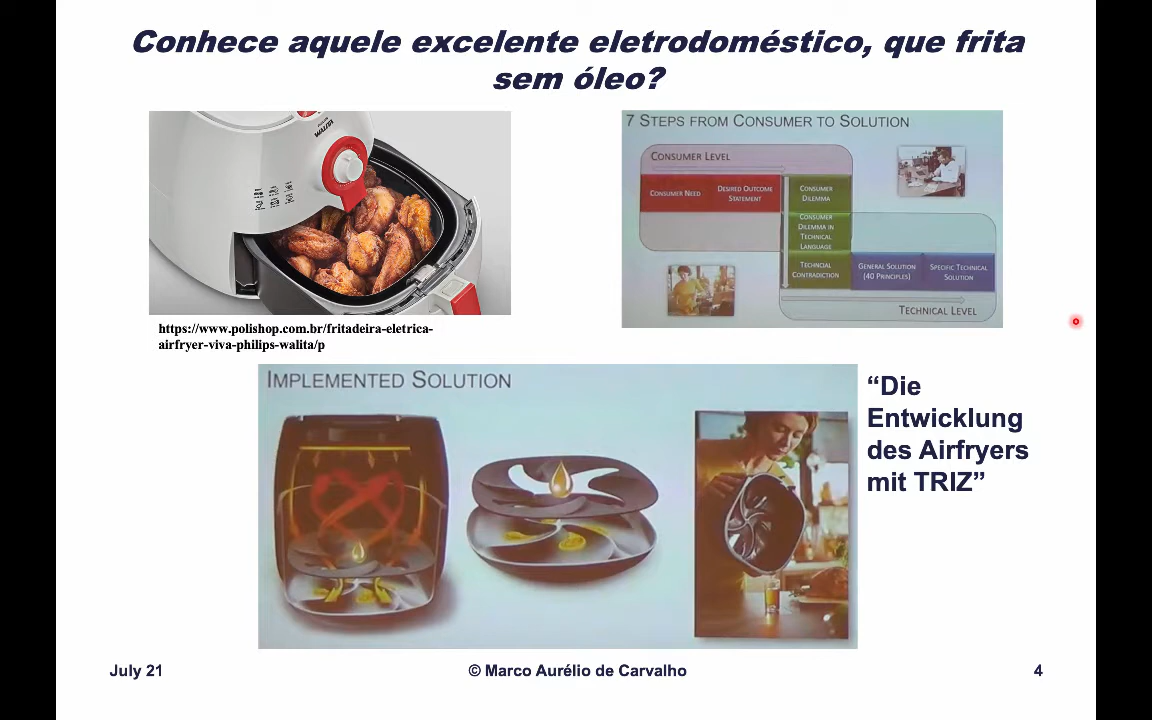 Conhece aquele excelente eletrodoméstico, que frita
sem óleo?
WALITA
https://www.polishop.com.br/fritadeira-eletrica-
airfryer-viva-philips-walita/p
7 STEPS FROM CONSUMER TO SOLUTION
CONSUMER LEVEL
CONSUMER NEED
DESIRED OUTCOME
STATEMENT
CONSUMER
DILEMMA
CONSUMER
DILEMMA IN
TECHNICAL
LANGUAGE
TECHNCIAL
CONTRADICTION
GENERAL SOLUTION
(40 PRINCIPLES)
SPECIFIC TECHNICAL
SOLUTION
TECHNICAL LEVEL
IMPLEMENTED SOLUTION
“Die
Entwicklung
des Airfryers
mit TRIZ”
July 21
© Marco Aurélio de Carvalho
4